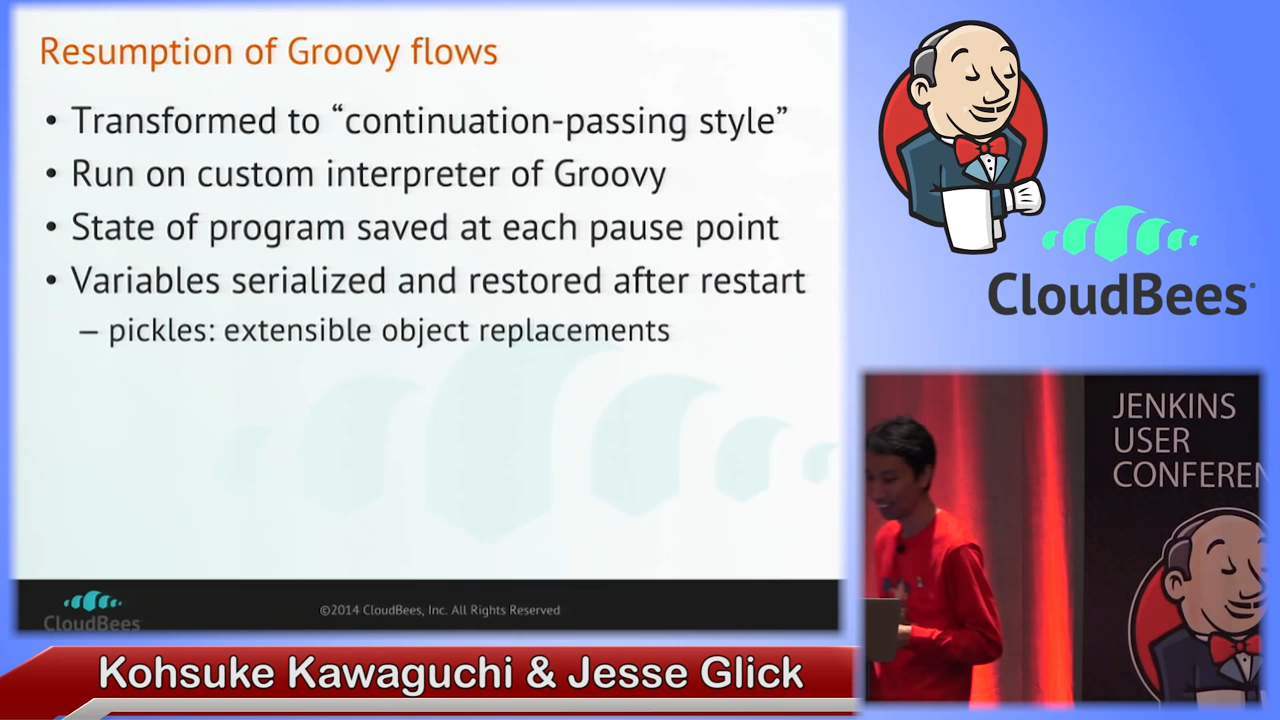 Resumption of Groovy flows
• Transformed to “continuation-passing style”
• Run on custom interpreter of Groovy
• State of program saved at each pause point
• Variables serialized and restored after restart
– pickles: extensible object replacements
CloudBees
©2014 CloudBees, Inc. All Rights Reserved
CloudBees
JENKINS
USER
CONFEREN
Kohsuke Kawaguchi & Jesse Glick